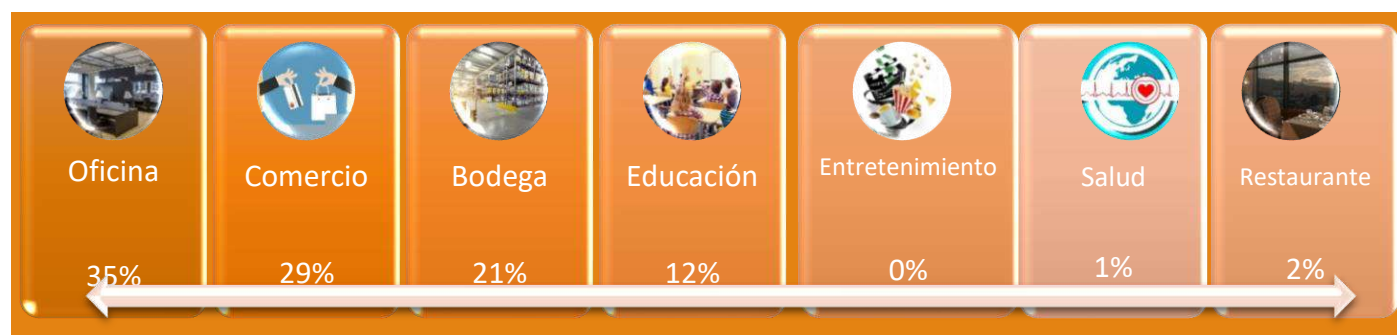 Oficina
35%
Comercio
29%
Bodega
21%
Educación
12%
Entretenimiento
0%
Salud
1%
Restaurante
2%